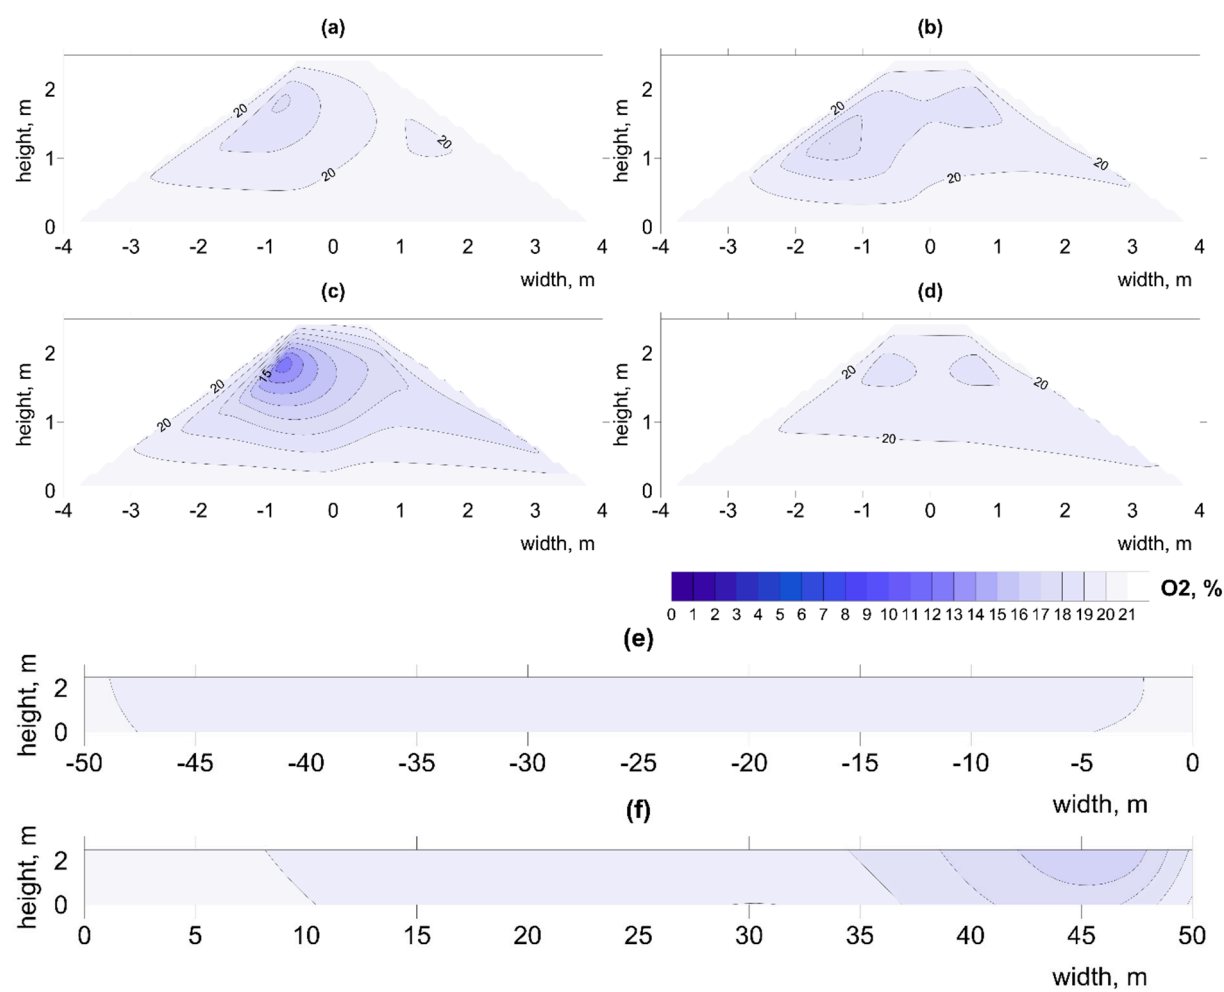 (a) (b)
height, m 2 1 0 20 20 20
height, m 2 1 0 20 20 20
-4 -3 -2 -1 0 1 2 3 4
-4 -3 -2 -1 0 1 2 3 4
width, m width, m
(c) (d)
height, m 2 1 0 20 20 15
height, m 2 1 0 20 20 20
-4 -3 -2 -1 0 1 2 3 4
-4 -3 -2 -1 0 1 2 3 4
width, m width, m
O2, %
0 1 2 3 4 5 6 7 8 9 10 11 12 13 14 15 16 17 18 19 20 21
(e)
height, m 2 0
-50 -45 -40 -35 -30 -25 -20 -15 -10 -5 0
width, m
(f)
height, m 2 0
0 5 10 15 20 25 30 35 40 45 50
width, m